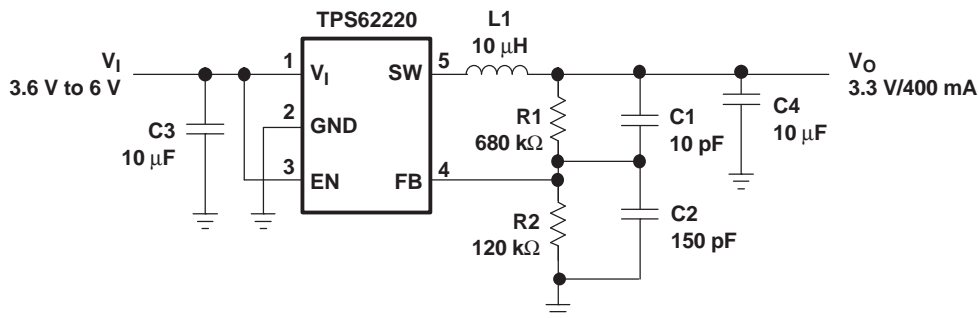 TPS62220
V_I
3.6 V to 6 V
C3
10 μF
1
2
3
V_I
GND
EN
SW
FB
5
4
L1
10 μH
R1
680 kΩ
R2
120 kΩ
C1
10 pF
C2
150 pF
C4
10 μF
V_O
3.3 V/400 mA